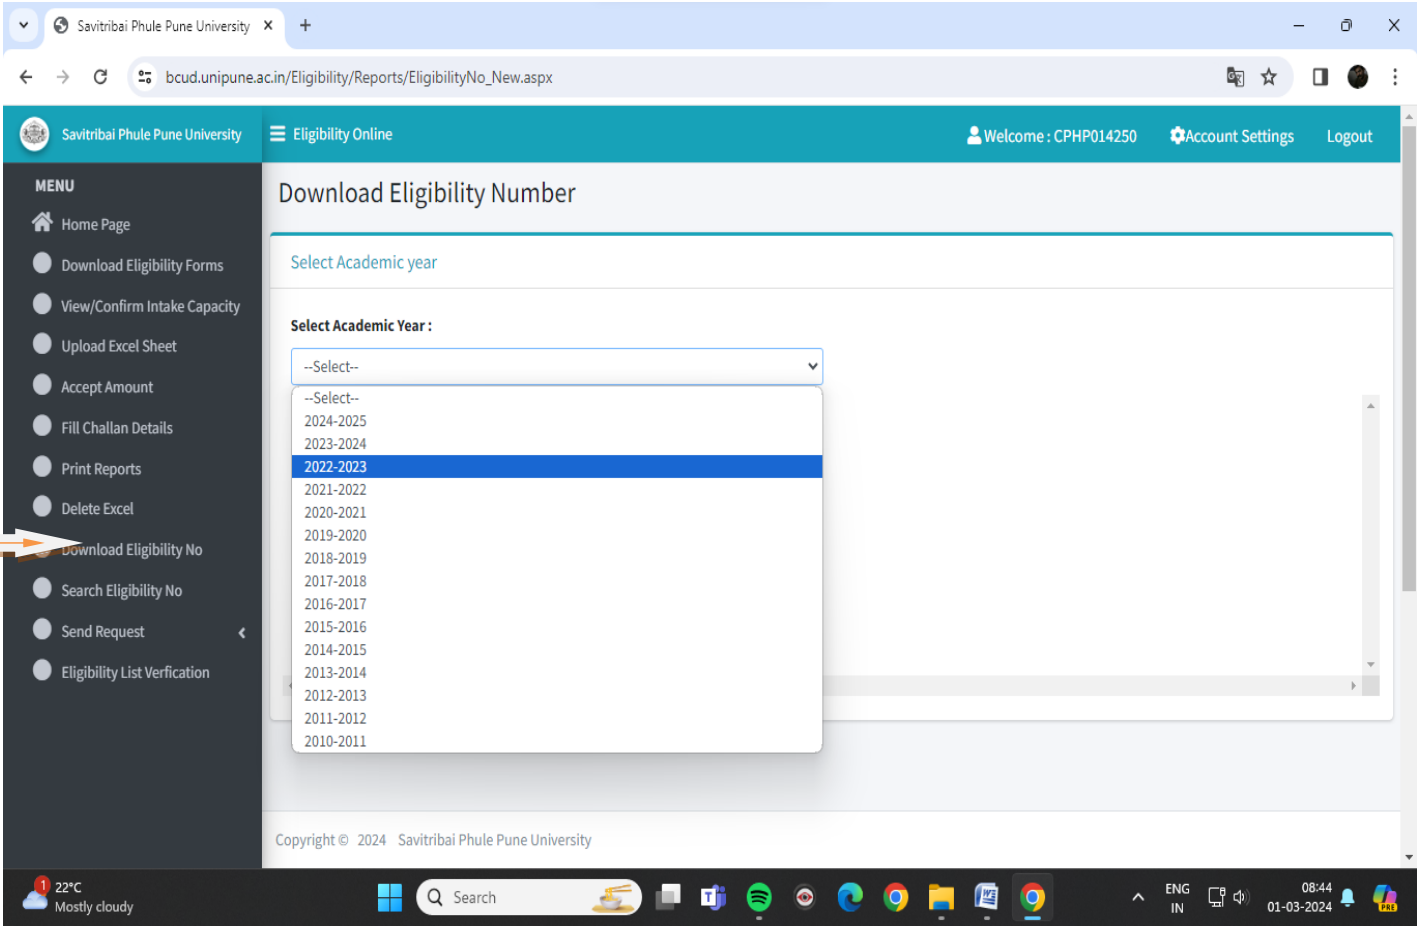 Savitribai Phule Pune University
bcud.unipune.ac.in/Eligibility/Reports/EligibilityNo_New.aspx
Savitribai Phule Pune University
Eligibility Online
Welcome : CPHP014250
Account Settings
Logout
MENU
Home Page
Download Eligibility Forms
View/Confirm Intake Capacity
Upload Excel Sheet
Accept Amount
Fill Challan Details
Print Reports
Delete Excel
Download Eligibility No
Search Eligibility No
Send Request
Eligibility List Verfication
Download Eligibility Number
Select Academic year
Select Academic Year :
--Select--
--Select--
2024-2025
2023-2024
2022-2023
2021-2022
2020-2021
2019-2020
2018-2019
2017-2018
2016-2017
2015-2016
2014-2015
2013-2014
2012-2013
2011-2012
2010-2011
Copyright © 2024 Savitribai Phule Pune University
1
22°C
Mostly cloudy
Search
ENG
IN
08:44
01-03-2024
PRE